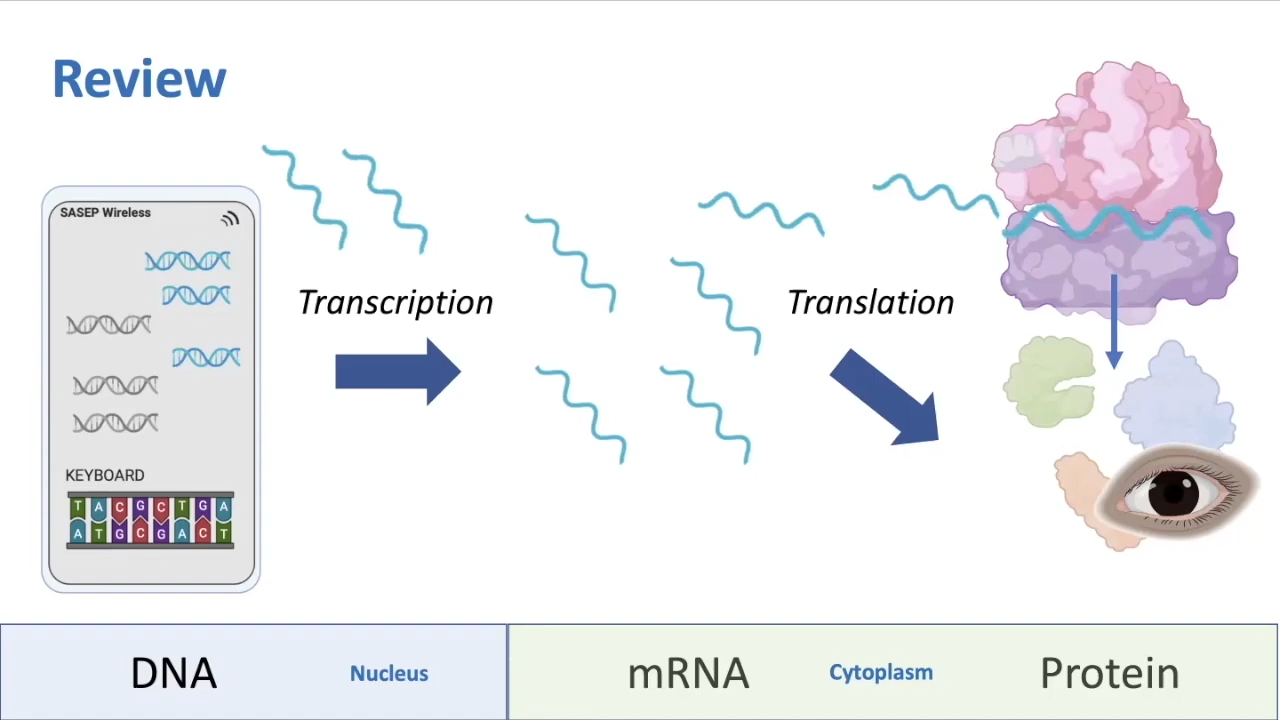 Review
SASEP Wireless
Transcription
Translation
KEYBOARD
T A C G C T G A
A T G C G A C T
DNA
Nucleus
mRNA
Cytoplasm
Protein